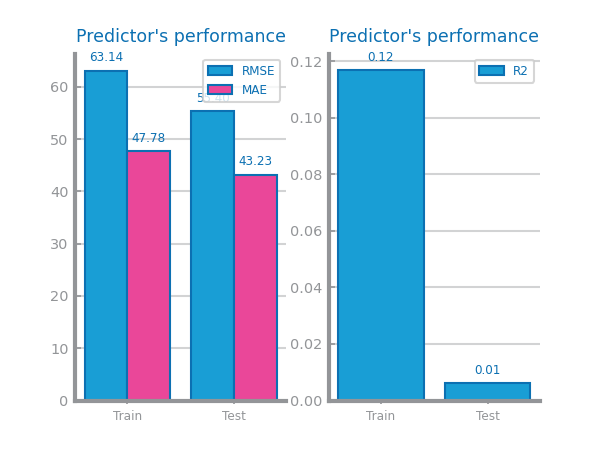 Predictor's performance
63.14
RMSE
MAE
47.78
43.23
60
50
40
30
20
10
0
Train
Test
Predictor's performance
0.12
R2
0.01
0.12
0.10
0.08
0.06
0.04
0.02
0.00
Train
Test